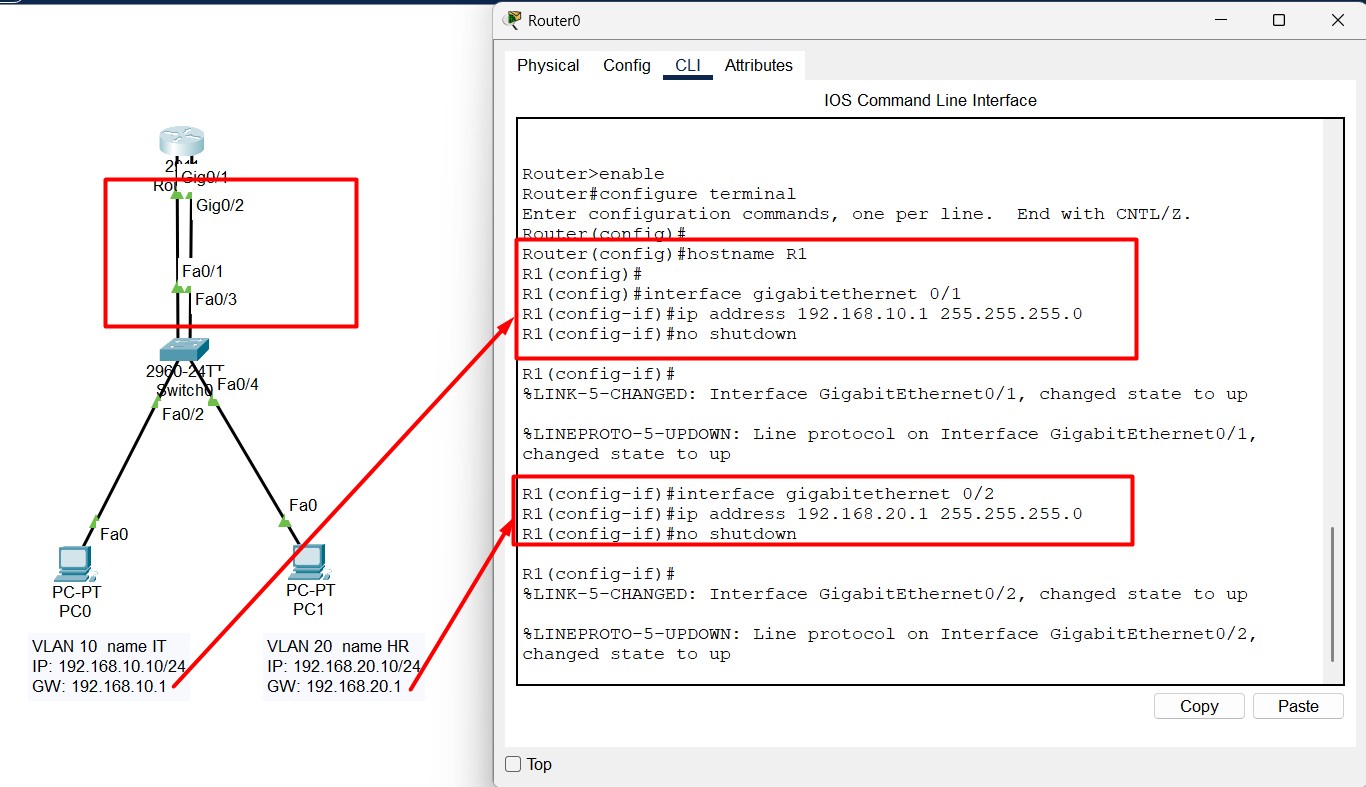 Router0
Physical Config CLI Attributes
IOS Command Line Interface
Router>enable
Router#configure terminal
Enter configuration commands, one per line. End with CNTL/Z.
Router(config)#
Router(config)#hostname R1
R1(config)#
R1(config)#interface gigabitethernet 0/1
R1(config-if)#ip address 192.168.10.1 255.255.255.0
R1(config-if)#no shutdown
R1(config-if)#
%LINK-5-CHANGED: Interface GigabitEthernet0/1, changed state to up
%LINEPROTO-5-UPDOWN: Line protocol on Interface GigabitEthernet0/1,
changed state to up
R1(config-if)#interface gigabitethernet 0/2
R1(config-if)#ip address 192.168.20.1 255.255.255.0
R1(config-if)#no shutdown
R1(config-if)#
%LINK-5-CHANGED: Interface GigabitEthernet0/2, changed state to up
%LINEPROTO-5-UPDOWN: Line protocol on Interface GigabitEthernet0/2,
changed state to up
Copy Paste
Top
Gig0/1
Gig0/2
Fa0/1
Fa0/3
2960-24TT
Switch0
Fa0/4
Fa0/2
Fa0
Fa0
PC-PT
PC0
PC-PT
PC1
VLAN 10 name IT
IP: 192.168.10.10/24
GW: 192.168.10.1
VLAN 20 name HR
IP: 192.168.20.10/24
GW: 192.168.20.1